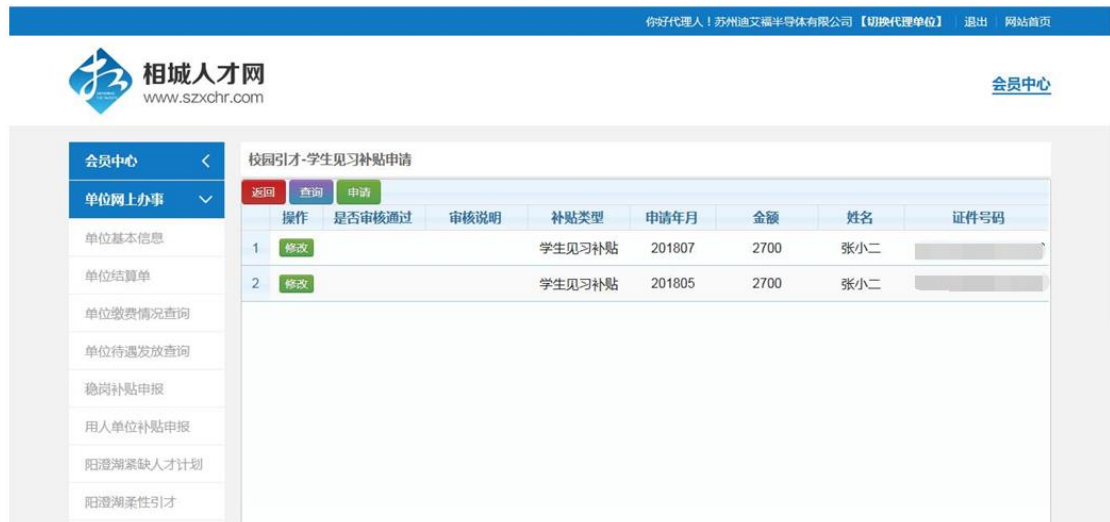 你好代理人！苏州迪艾福半导体有限公司【切换代理单位】 退出 网站首页
相城人才网
www.szxchr.com
会员中心
会员中心
单位网上办事
单位基本信息
单位结算单
单位缴费情况查询
单位待遇发放查询
稳岗补贴申报
用人单位补贴申报
阳澄湖紧缺人才计划
阳澄湖柔性引才
校园引才-学生见习补贴申请
返回 查询 申请
操作 是否审核通过 审核说明 补贴类型 申请年月 金额 姓名 证件号码
1 修改 学生见习补贴 201807 2700 张小二
2 修改 学生见习补贴 201805 2700 张小二